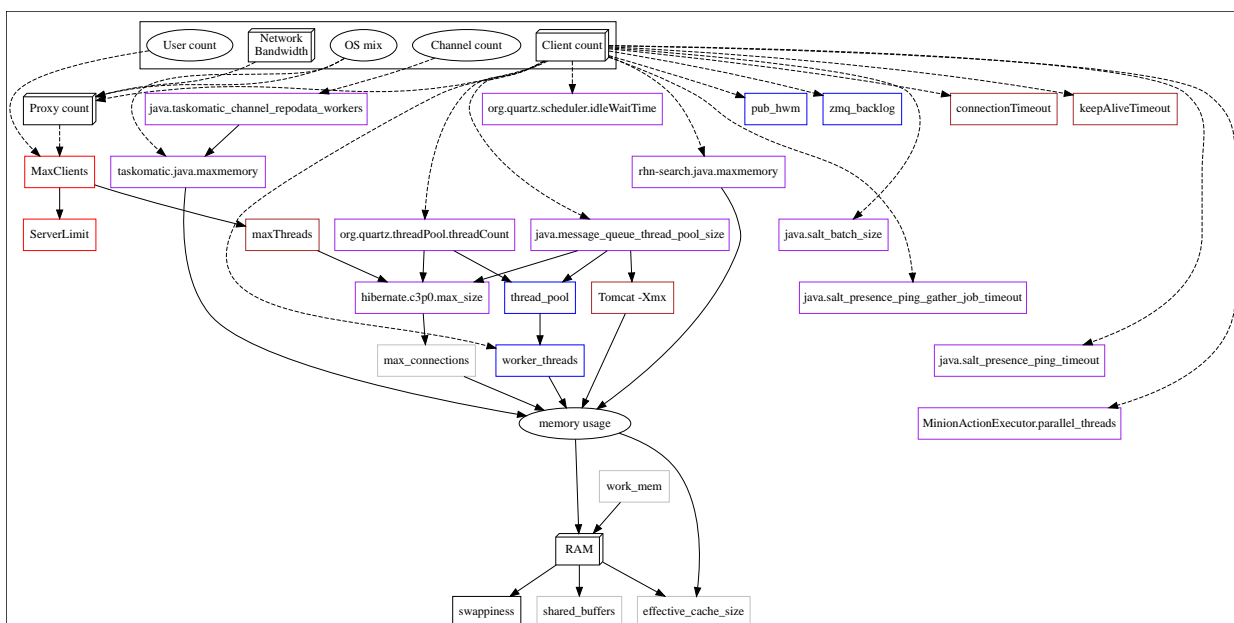 User count
Network
Bandwidth
OS mix
Channel count
Client count
Proxy count
java.taskomatic_channel_repodata_workers
org.quartz.scheduler.idleWaitTime
pub_hwm
zmq_backlog
connectionTimeout
keepAliveTimeout
MaxClients
taskomatic.java.maxmemory
rhn-search.java.maxmemory
ServerLimit
maxThreads
org.quartz.threadPool.threadCount
java.message_queue_thread_pool_size
java.salt_batch_size
hibernate.c3p0.max_size
thread_pool
Tomcat -Xmx
java.salt_presence_ping_gather_job_timeout
max_connections
worker_threads
java.salt_presence_ping_timeout
memory usage
MinionActionExecutor.parallel_threads
work_mem
RAM
swappiness
shared_buffers
effective_cache_size